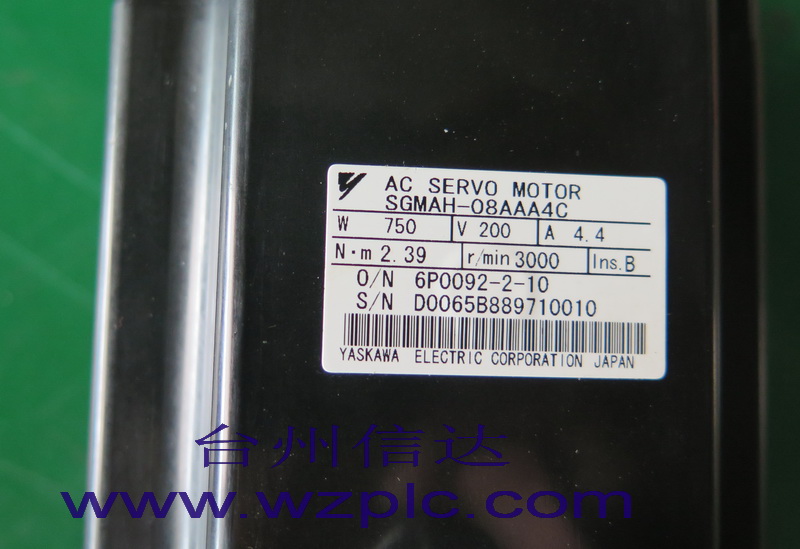 AC SERVO MOTOR
SGMAH-08AAA4C
W 750 V 200 A 4.4
N·m 2.39 r/min 3000 Ins.B
O/N 6P0092-2-10
S/N D0065B889710010
YASKAWA ELECTRIC CORPORATION JAPAN
台州信达
www.wzplc.com